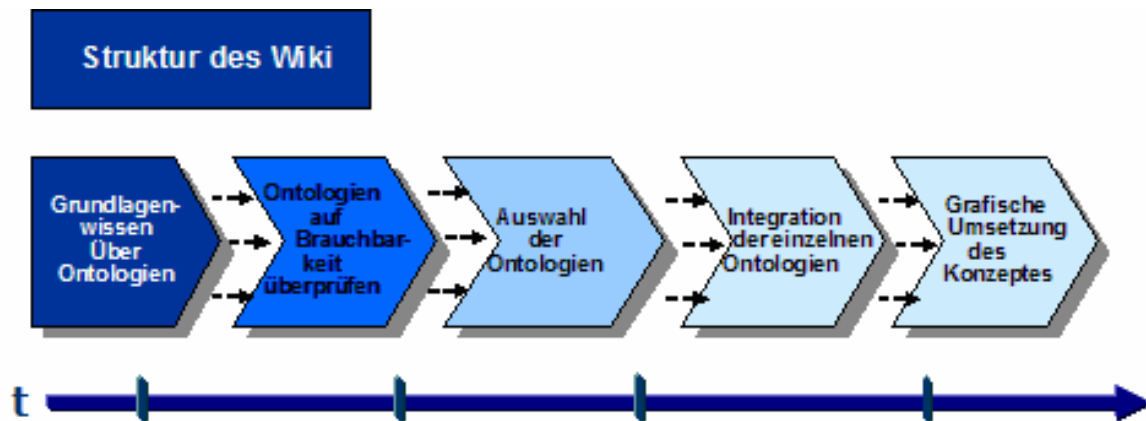 Struktur des Wiki
Grundlagen-
wissen
Über
Ontologien
Ontologien
auf
Brauchbar-
keit
überprüfen
Auswahl
der
Ontologien
Integration
dereinzelnen
Ontologien
Grafische
Umsetzung
des
Konzeptes
t